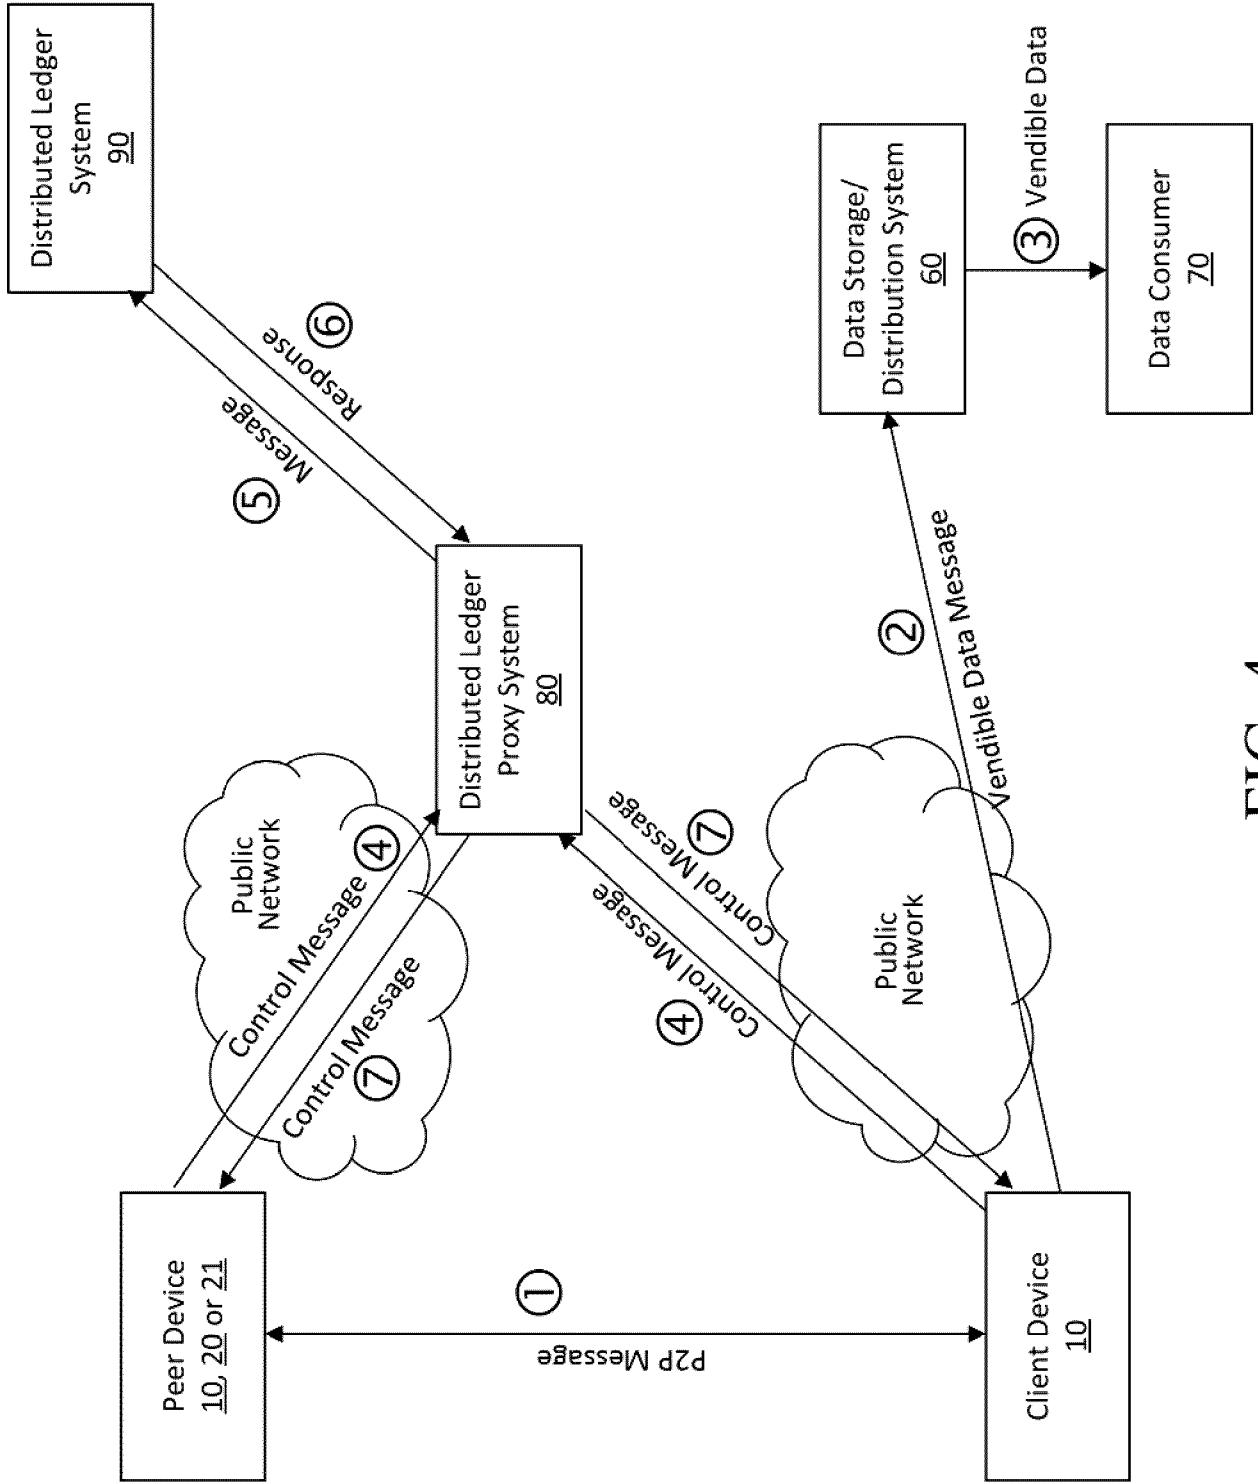 Peer Device
10, 20 or 21
Distributed Ledger
System
90
Public
Network
Control Message ④
⑦ Control Message
⑤ Message
Response ⑥
P2P Message
①
Distributed Ledger
Proxy System
80
④ Control Message
Control Message ⑦
Public
Network
② Vendible Data Message
Data Storage/
Distribution System
60
③ Vendible Data
Client Device
10
Data Consumer
70
FIG. 4